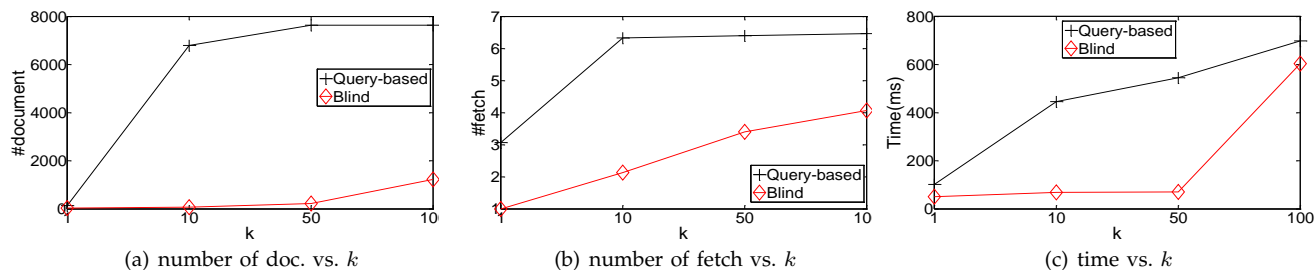 8000
6000
4000
2000
0
#document
Query-based
Blind
1
10
50
10
k
(a) number of doc. vs. k
7
6
5
4
3
2
1
#fetch
Query-based
Blind
1
10
50
10
k
(b) number of fetch vs. k
800
600
400
200
0
Time(ms)
Query-based
Blind
1
10
50
100
k
(c) time vs. k